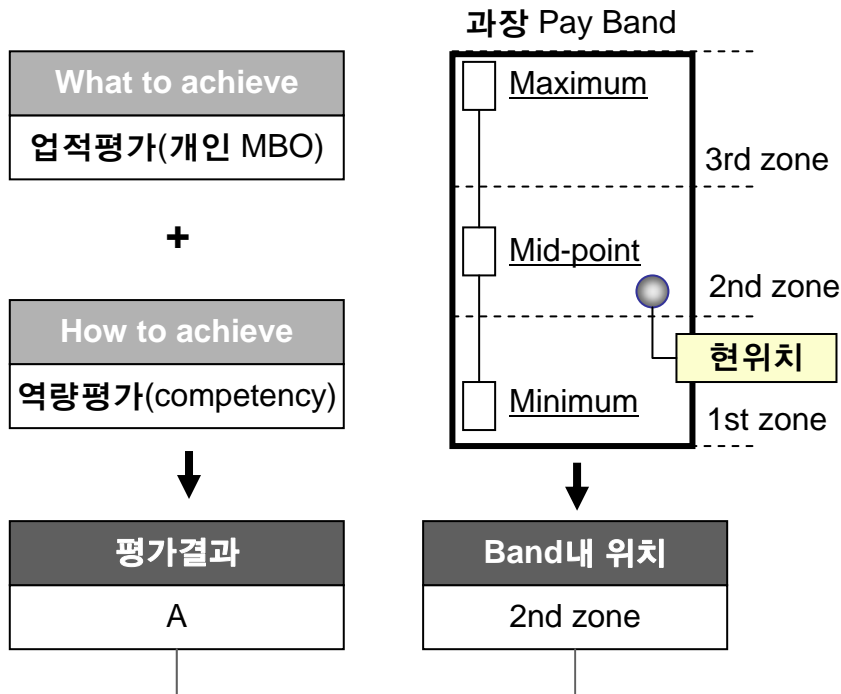 What to achieve
업적평가(개인 MBO)
+
How to achieve
역량평가(competency)
평가결과
A
과장 Pay Band
Maximum
3rd zone
Mid-point
2nd zone
현위치
Minimum
1st zone
Band내 위치
2nd zone